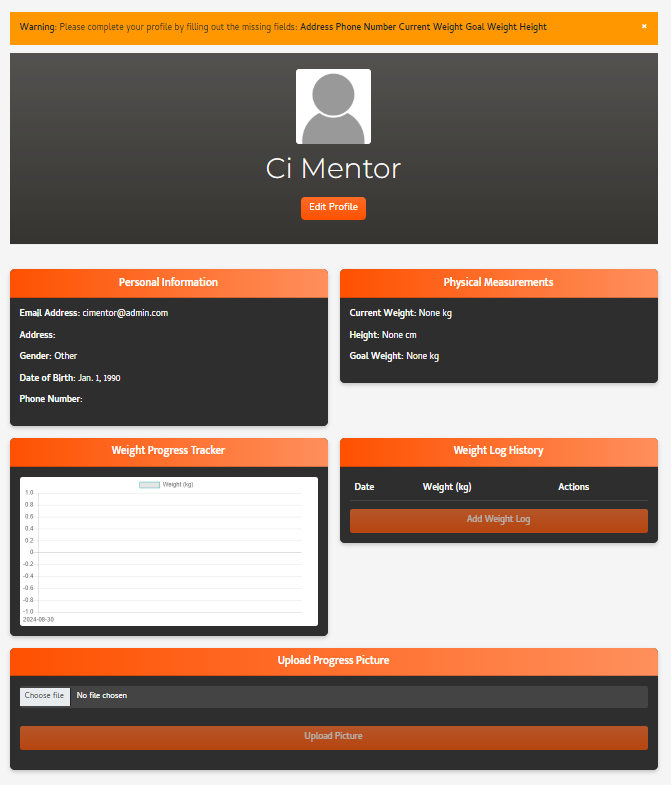 Warning: Please complete your profile by filling out the missing fields: Address Phone Number Current Weight Goal Weight Height ×
Ci Mentor
Edit Profile
Personal Information
Email Address: cimentor@admin.com
Address:
Gender: Other
Date of Birth: Jan. 1, 1990
Phone Number:
Physical Measurements
Current Weight: None kg
Height: None cm
Goal Weight: None kg
Weight Progress Tracker
Weight (kg)
1.0
0.8
0.6
0.4
0.2
0
-0.2
-0.4
-0.6
-0.8
-1.0
2024-08-30
Weight Log History
Date Weight (kg) Actions
Add Weight Log
Upload Progress Picture
Choose file No file chosen
Upload Picture